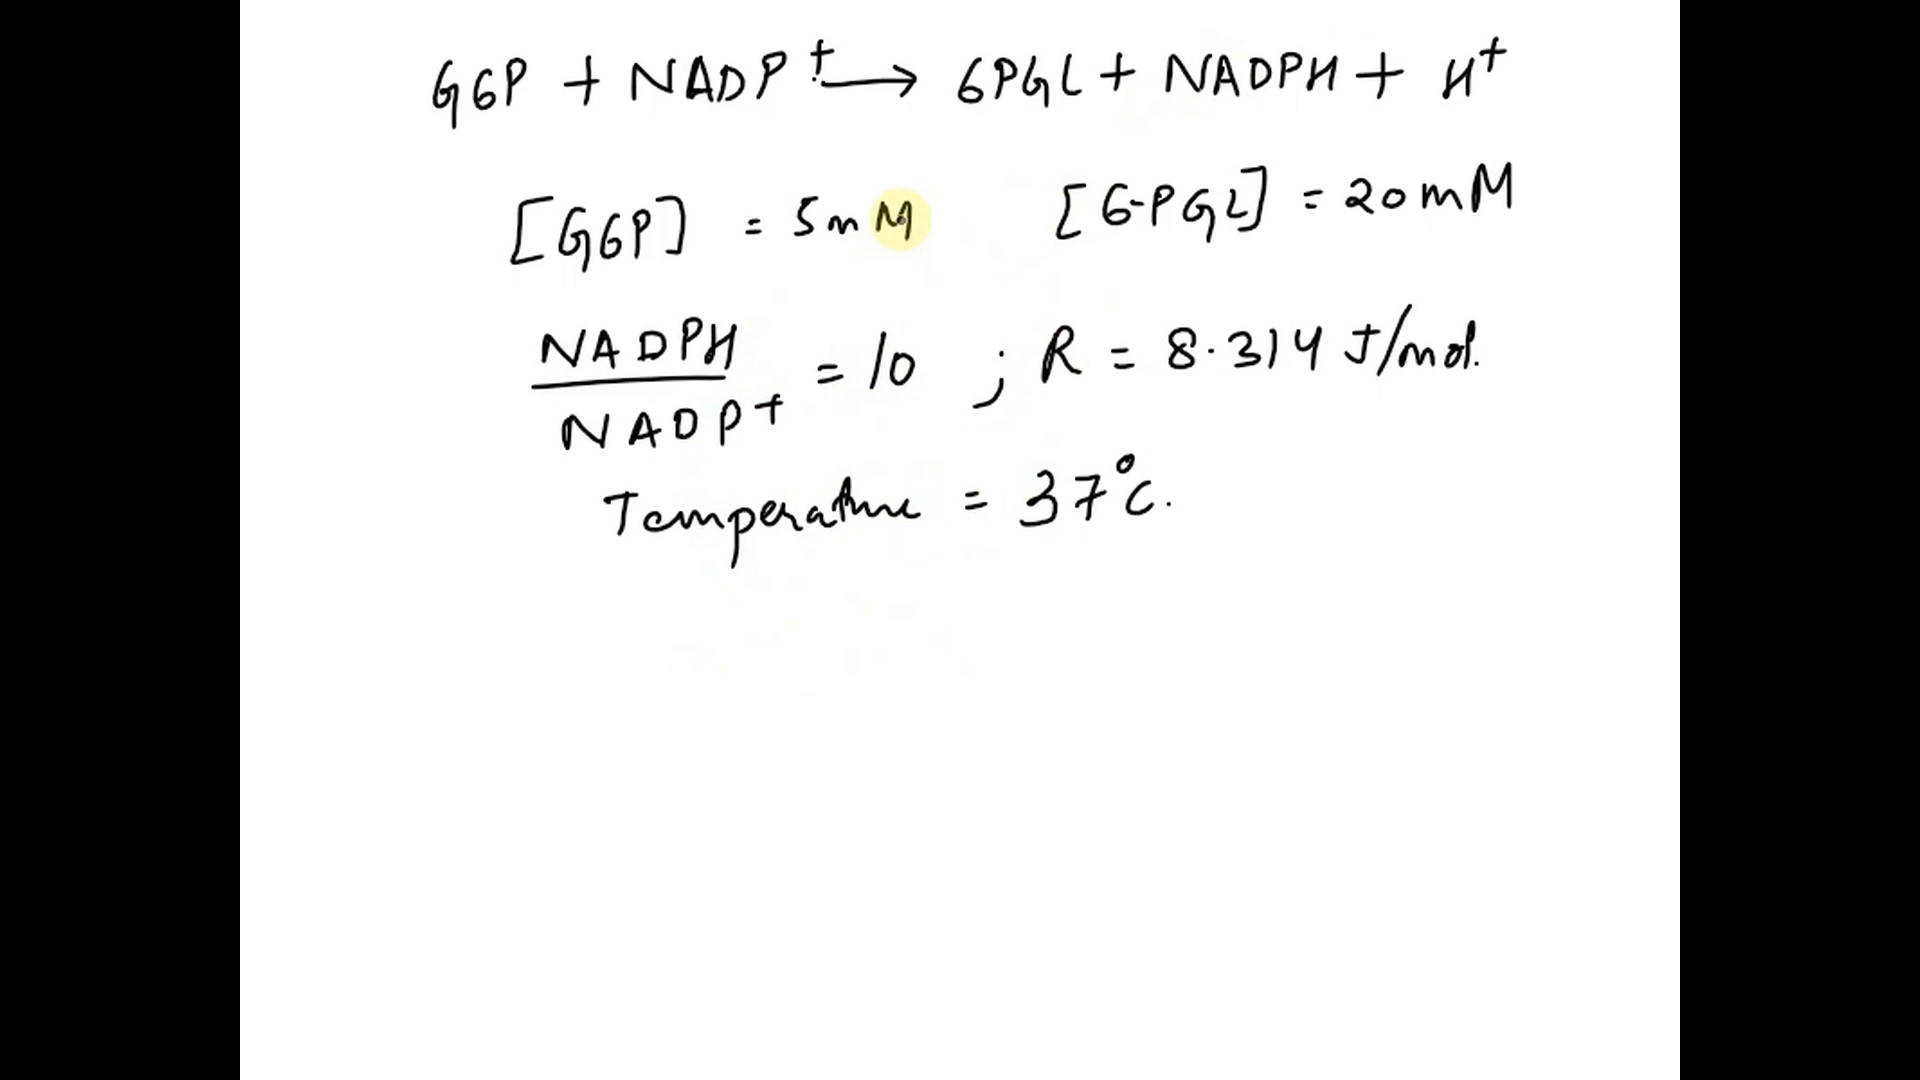 G6P + NADP+ → 6PGL + NADPH + H+
[G6P] = 5mM [6-PGL] = 20mM
NADPH
/NADP+ = 10 ; R = 8.314 J/mol.
Temperature = 37°C.